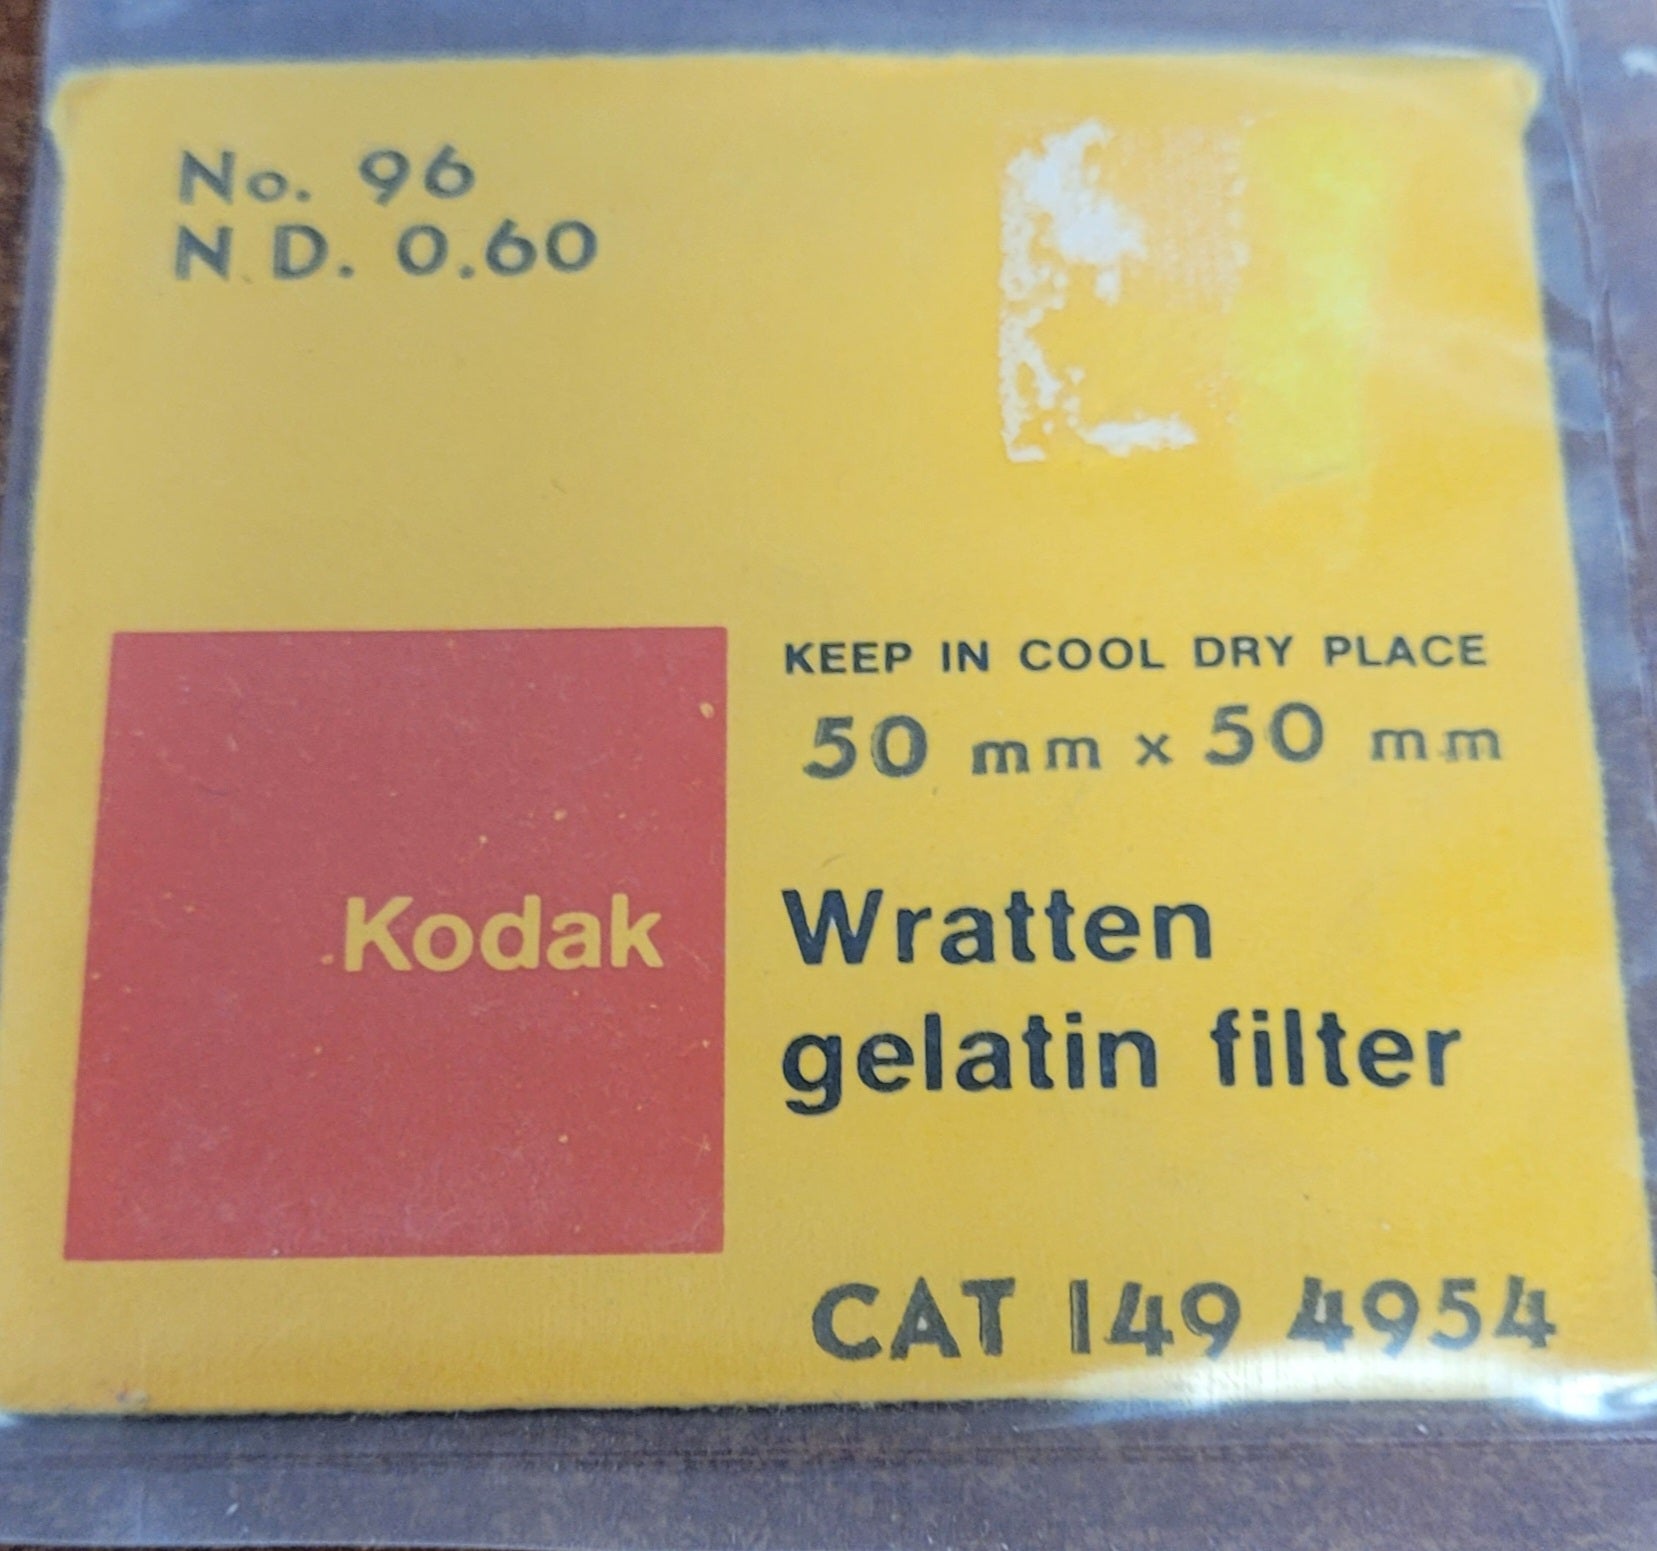 No. 96
N.D. 0.60
KEEP IN COOL DRY PLACE
50 mm x 50 mm
Kodak
Wratten
gelatin filter
CAT 149 4954